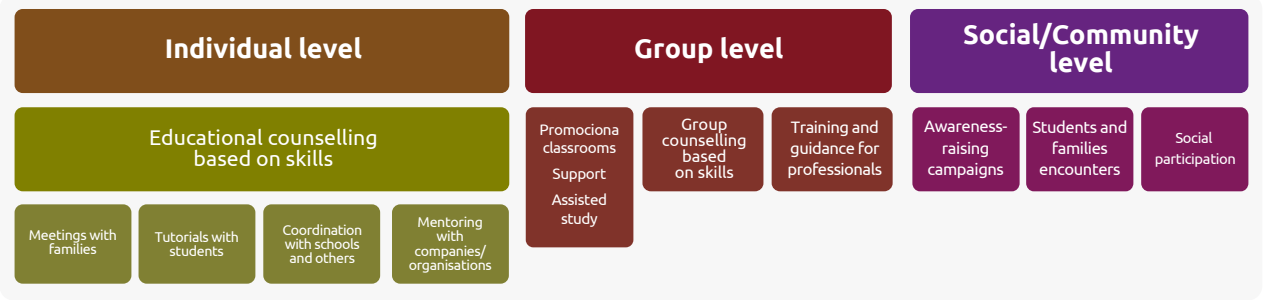 Individual level
Group level
Social/Community
level
Educational counselling
based on skills
Meetings with
families
Tutorials with
students
Coordination
with schools
and others
Mentoring
with
companies/
organisations
Promociona
classrooms
Support
Assisted
study
Group
counselling
based
on skills
Training and
guidance for
professionals
Awareness-
raising
campaigns
Students and
families
encounters
Social
participation